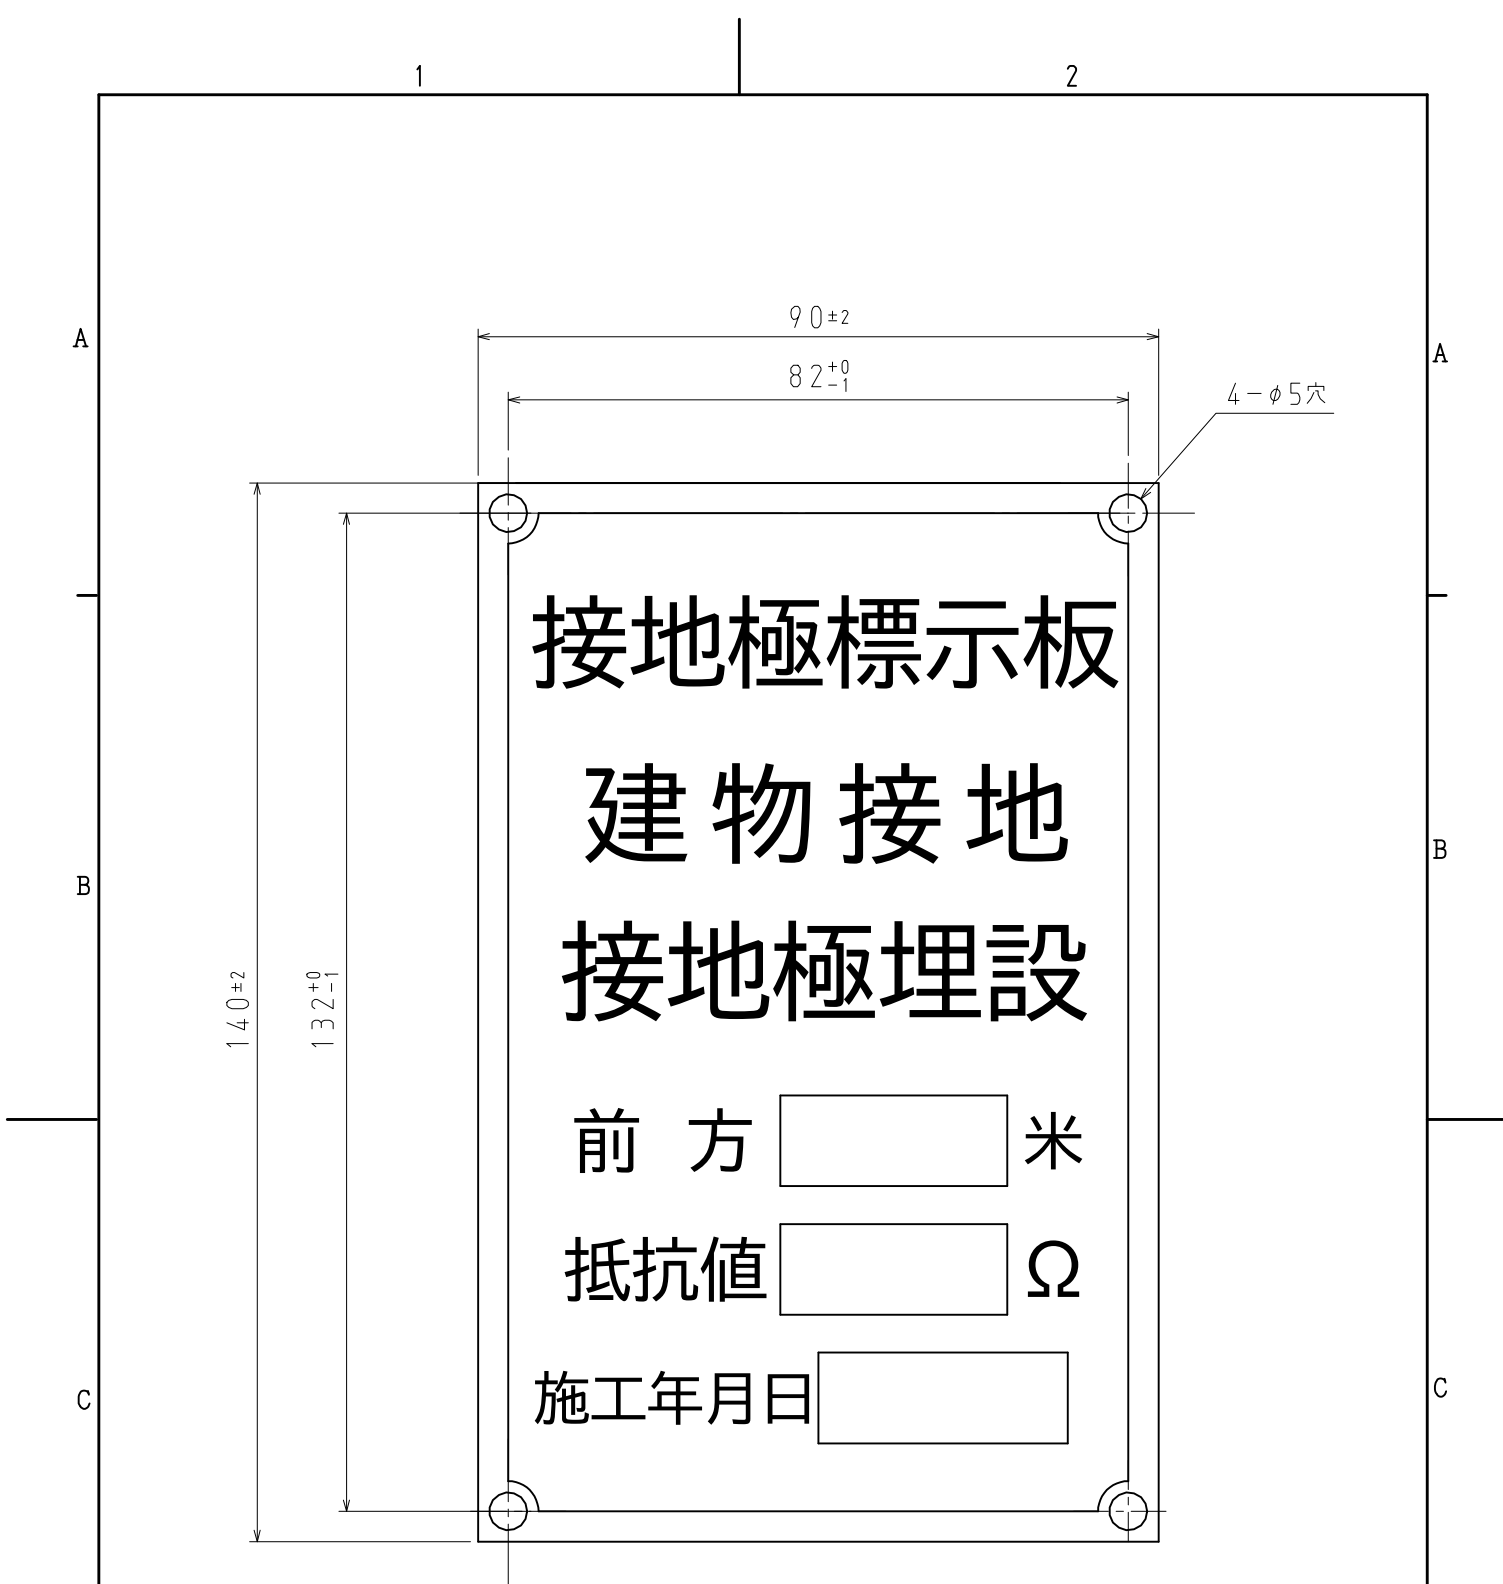 1 2
90±2
A
82+0-1
A
4-φ5穴
接地極標示板
建物接地
B
B
接地極埋設
140±2
132+0-1
前方 米
抵抗値 Ω
施工年月日
C
C